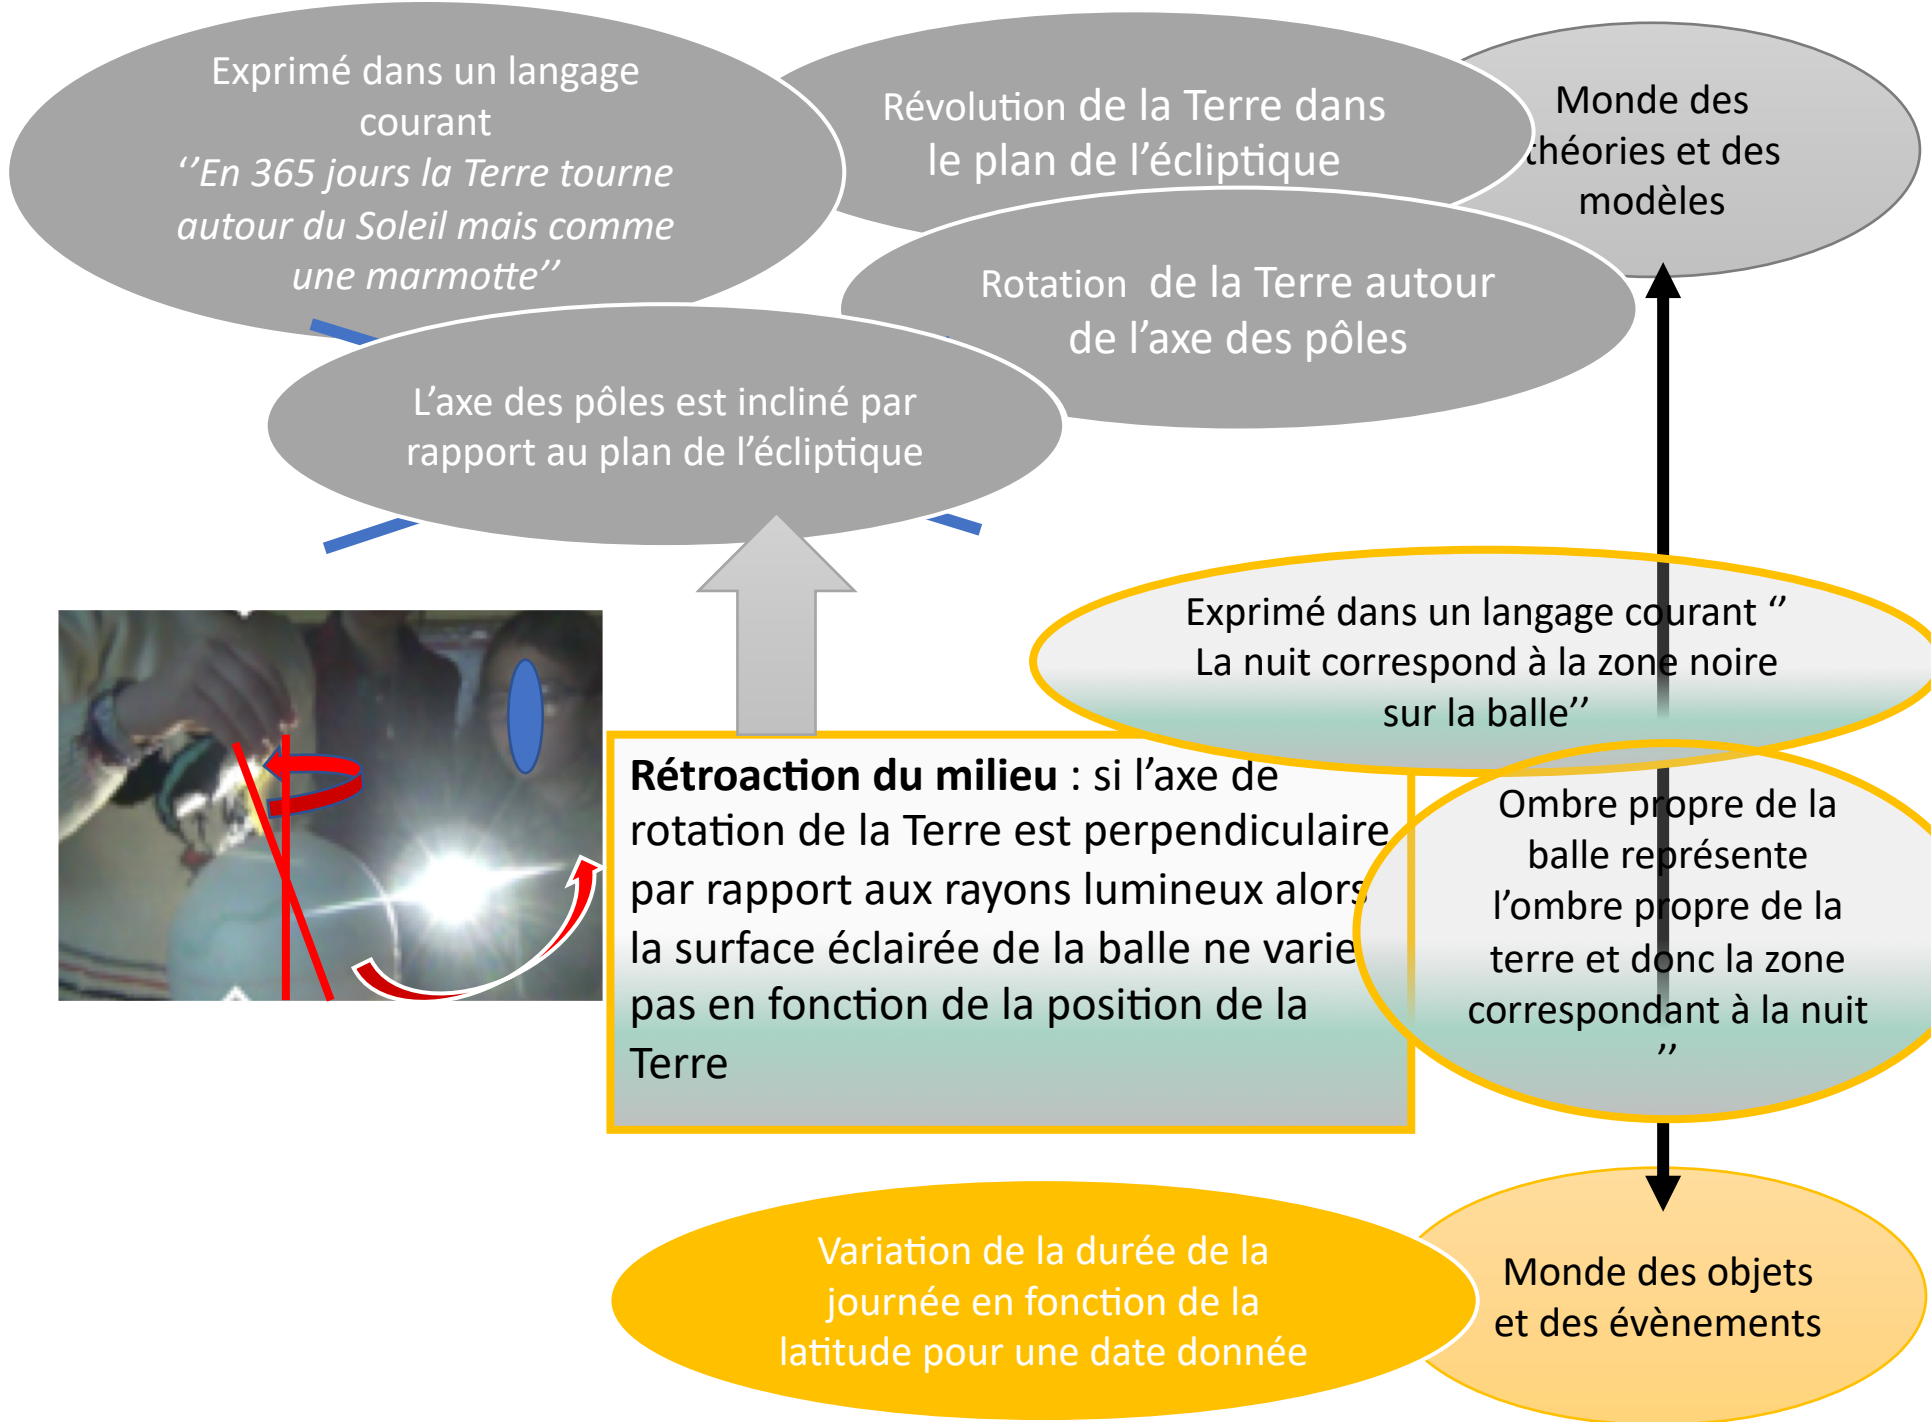 Exprimé dans un langage
courant
‘’En 365 jours la Terre tourne
autour du Soleil mais comme
une marmotte’’
Révolution de la Terre dans
le plan de l’écliptique
Monde des
théories et des
modèles
Rotation de la Terre autour
de l’axe des pôles
L’axe des pôles est incliné par
rapport au plan de l’écliptique
Exprimé dans un langage courant ‘’
La nuit correspond à la zone noire
sur la balle’’
Rétroaction du milieu : si l’axe de
rotation de la Terre est perpendiculaire
par rapport aux rayons lumineux alors
la surface éclairée de la balle ne varie
pas en fonction de la position de la
Terre
Ombre propre de la
balle représente
l’ombre propre de la
terre et donc la zone
correspondant à la nuit
’’
Variation de la durée de la
journée en fonction de la
latitude pour une date donnée
Monde des objets
et des évènements